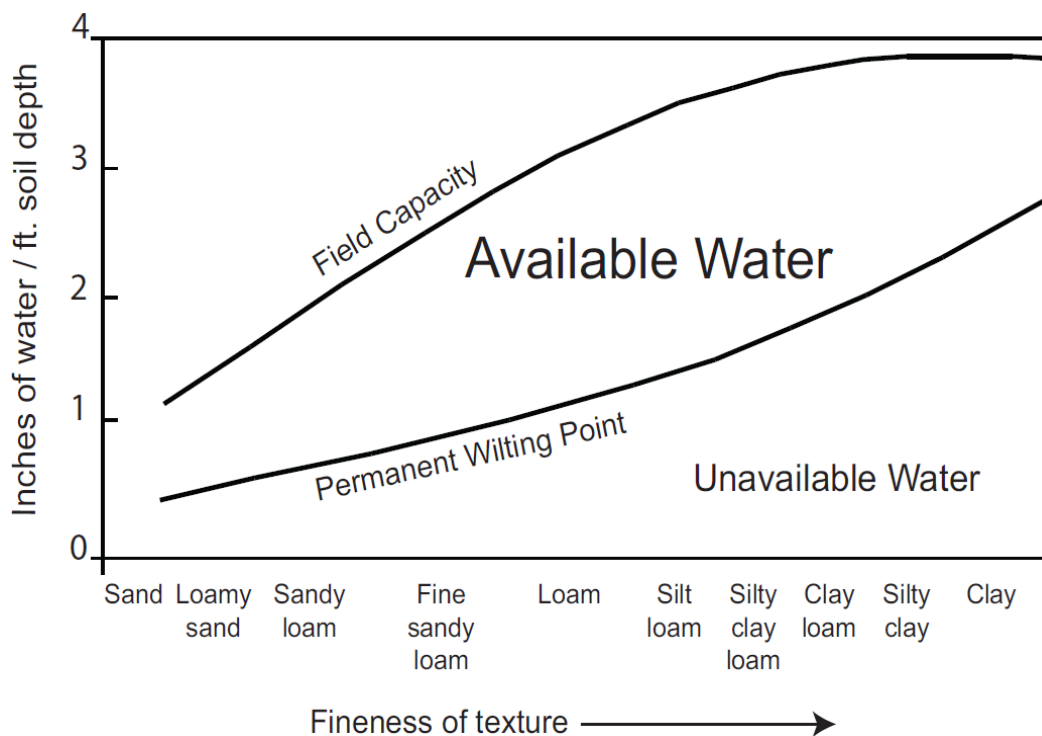 Inches of water / ft. soil depth
4
3
2
1
0
Field Capacity
Available Water
Permanent Wilting Point
Unavailable Water
Sand
Loamy
sand
Sandy
loam
Fine
sandy
loam
Loam
Silt
loam
Silty
clay
loam
Clay
loam
Silty
clay
Clay
Fineness of texture